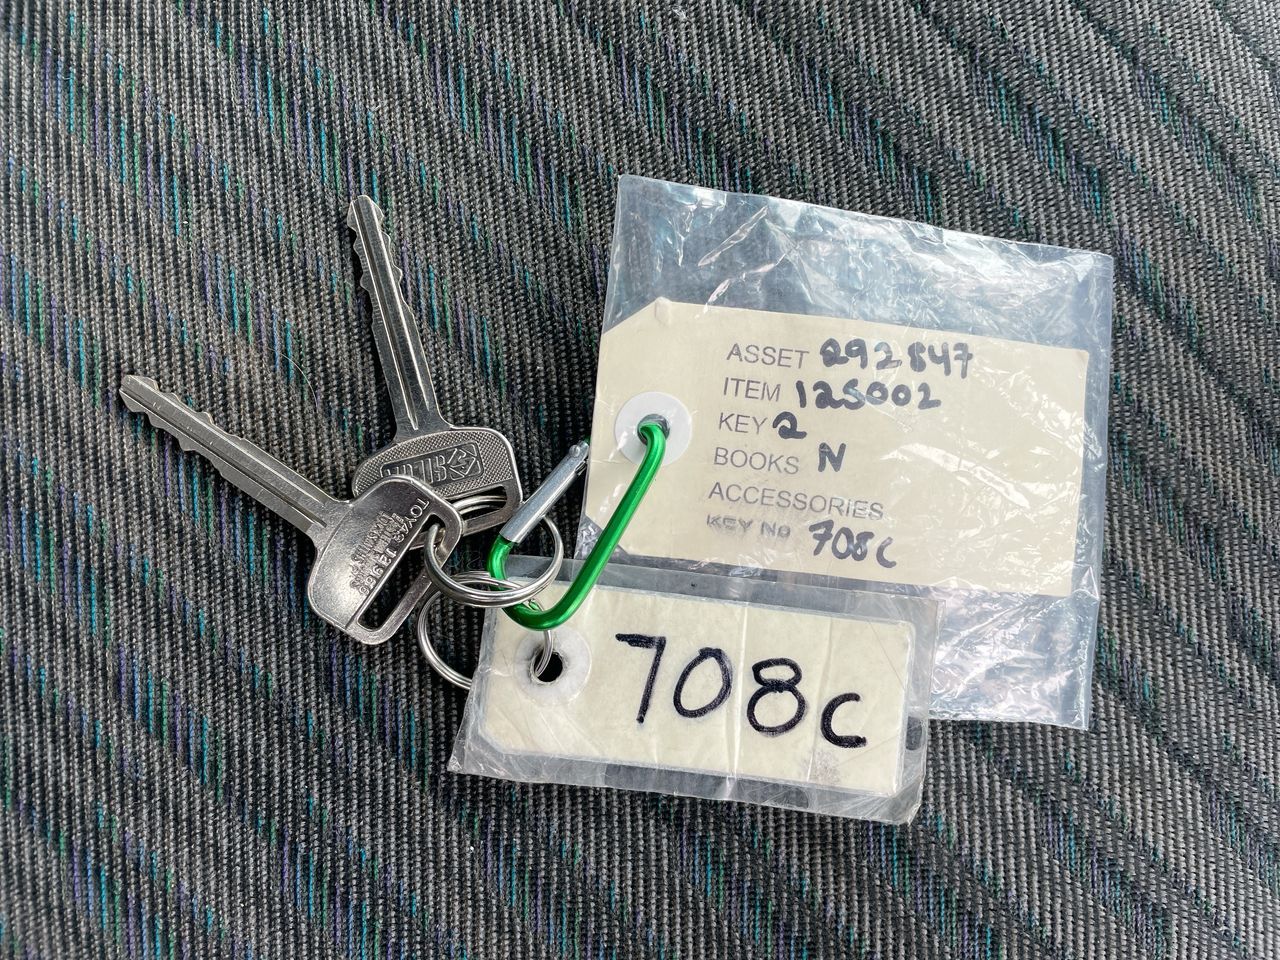 ASSET 292847
ITEM 125002
KEY 2
BOOKS N
ACCESSORIES
KEY No 708C
708C